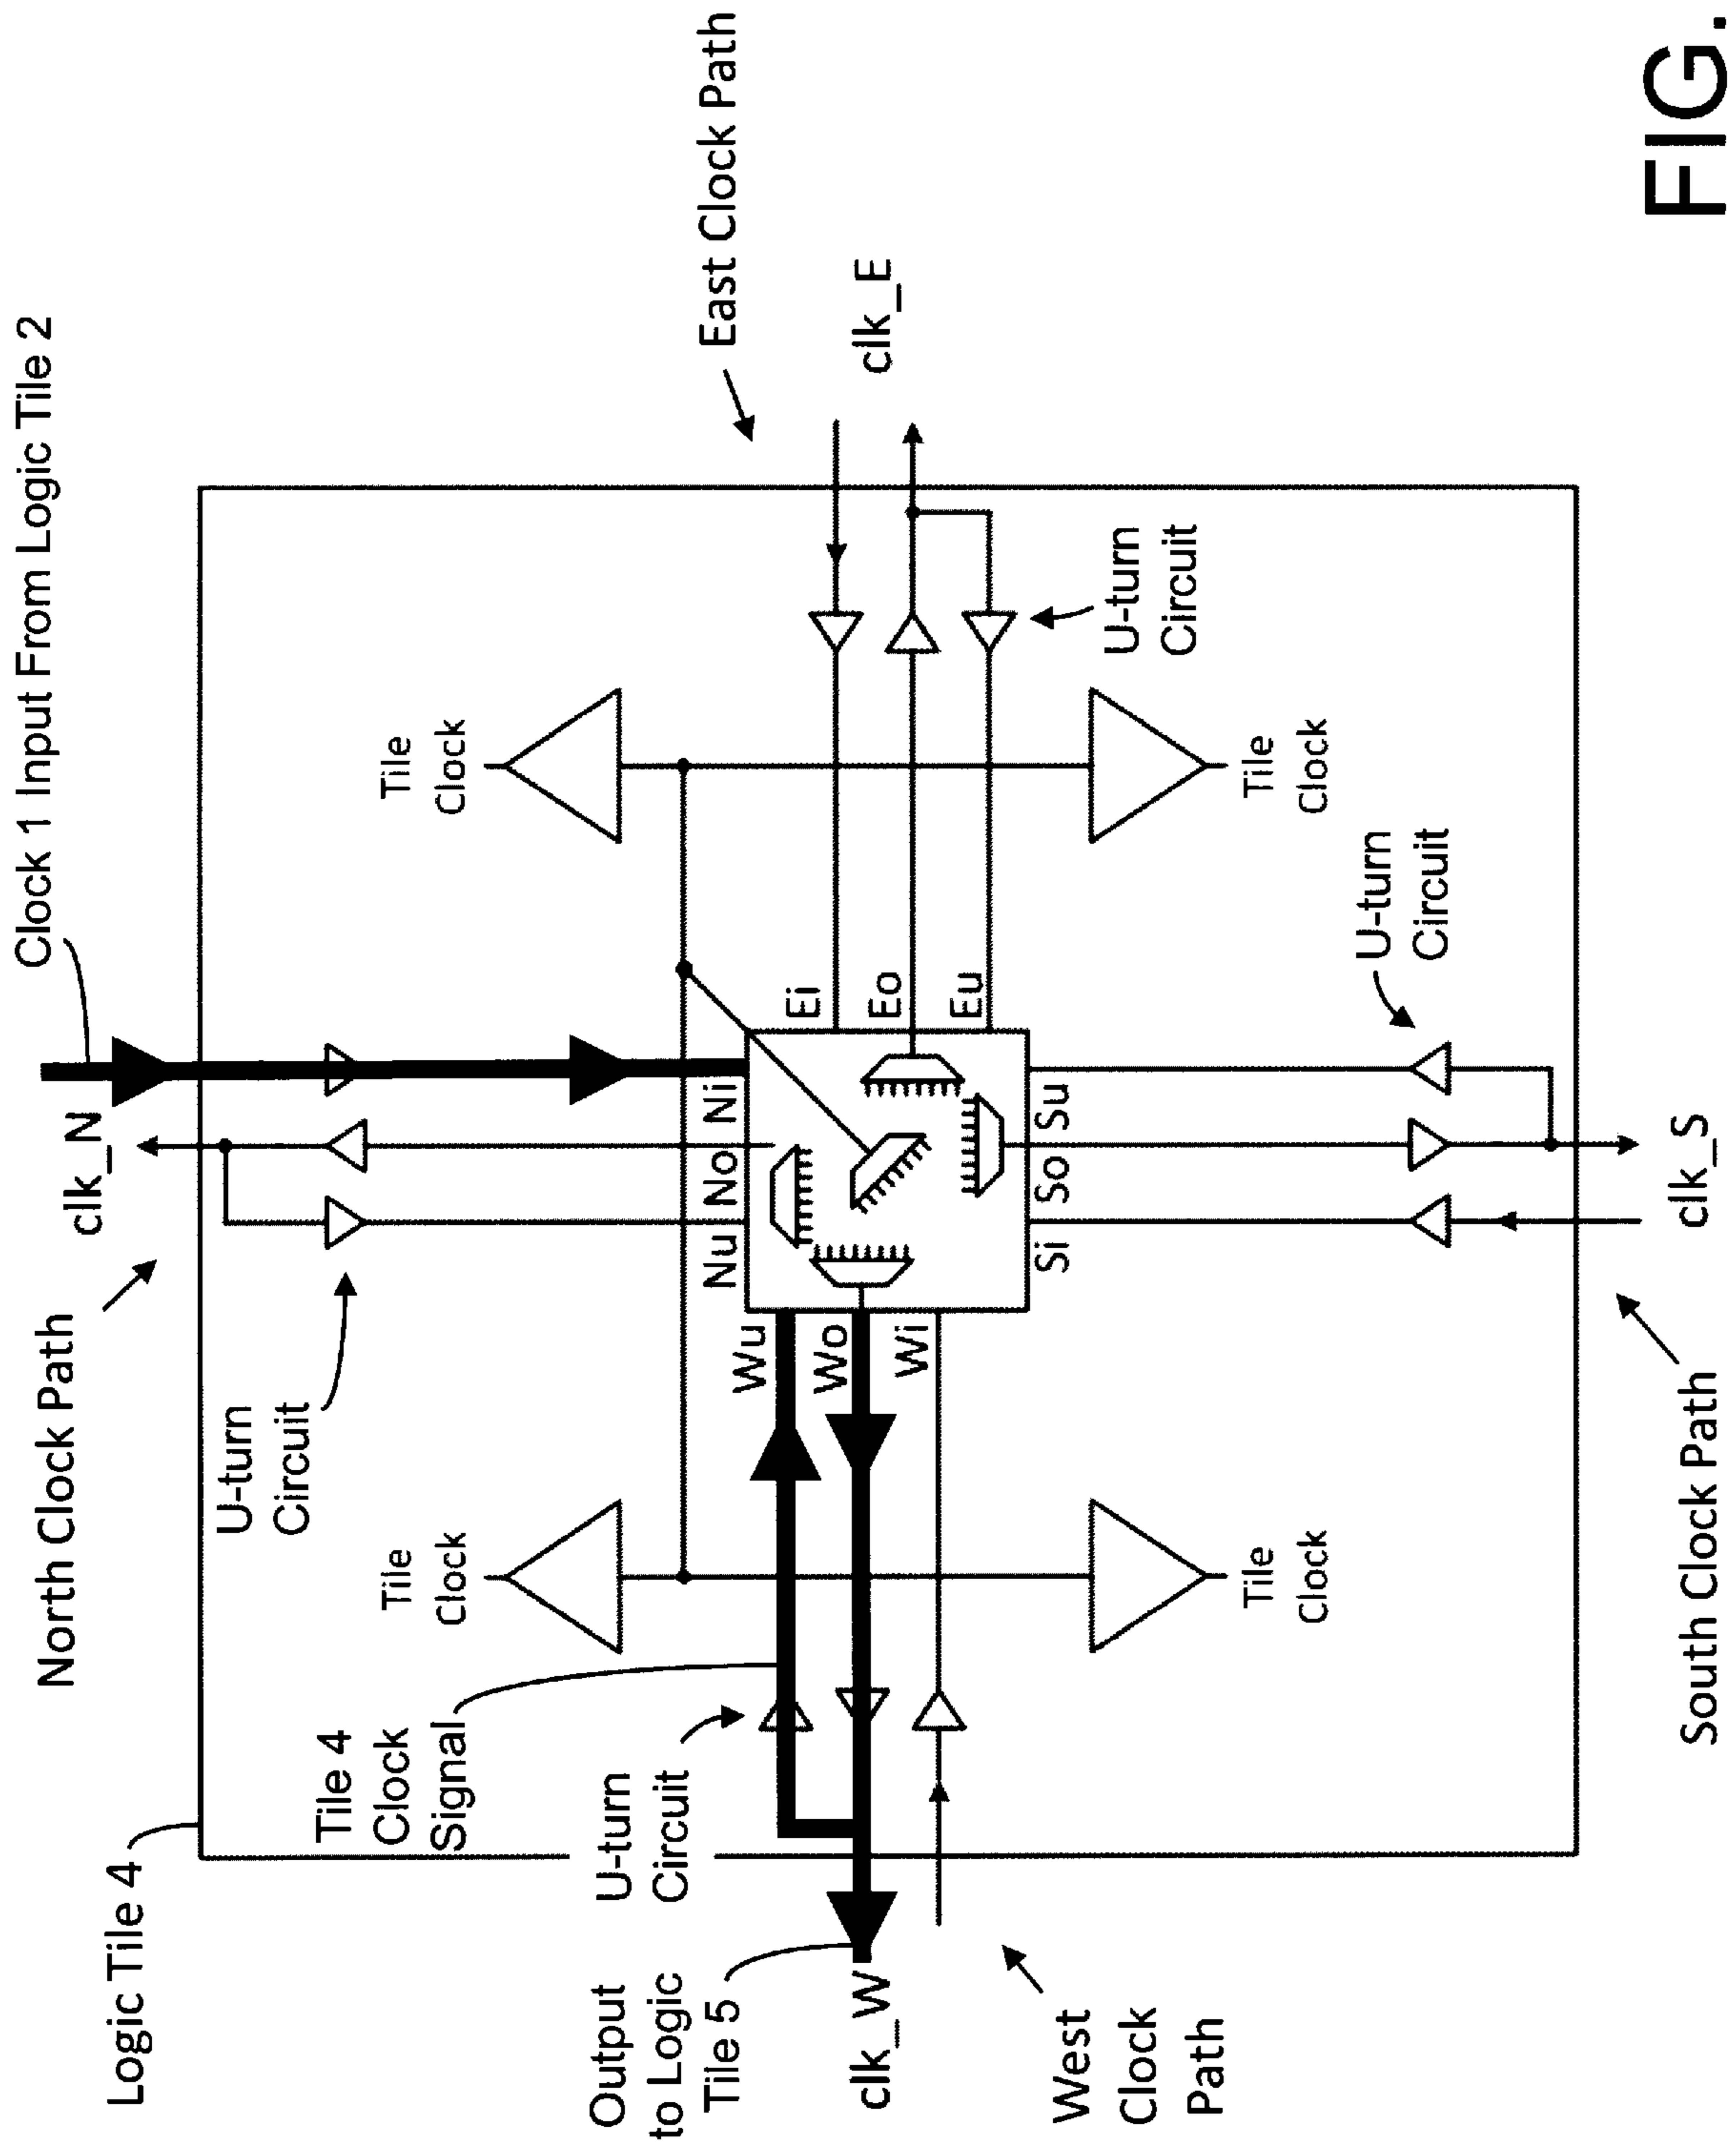 Clock 1 Input From Logic Tile 2
North Clock Path
clk_N
Logic Tile 4
U-turn
Circuit
Tile 4
Clock
Signal
Tile
Clock
Tile
Clock
Output
to Logic
Tile 5
U-turn
Circuit
Nu No Ni
East Clock Path
Wu
Wo
Wi
Ei
Eo
Eu
clk_W
clk_E
West
Clock
Path
Si So Su
U-turn
Circuit
Tile
Clock
Tile
Clock
U-turn
Circuit
clk_S
South Clock Path
FIG.